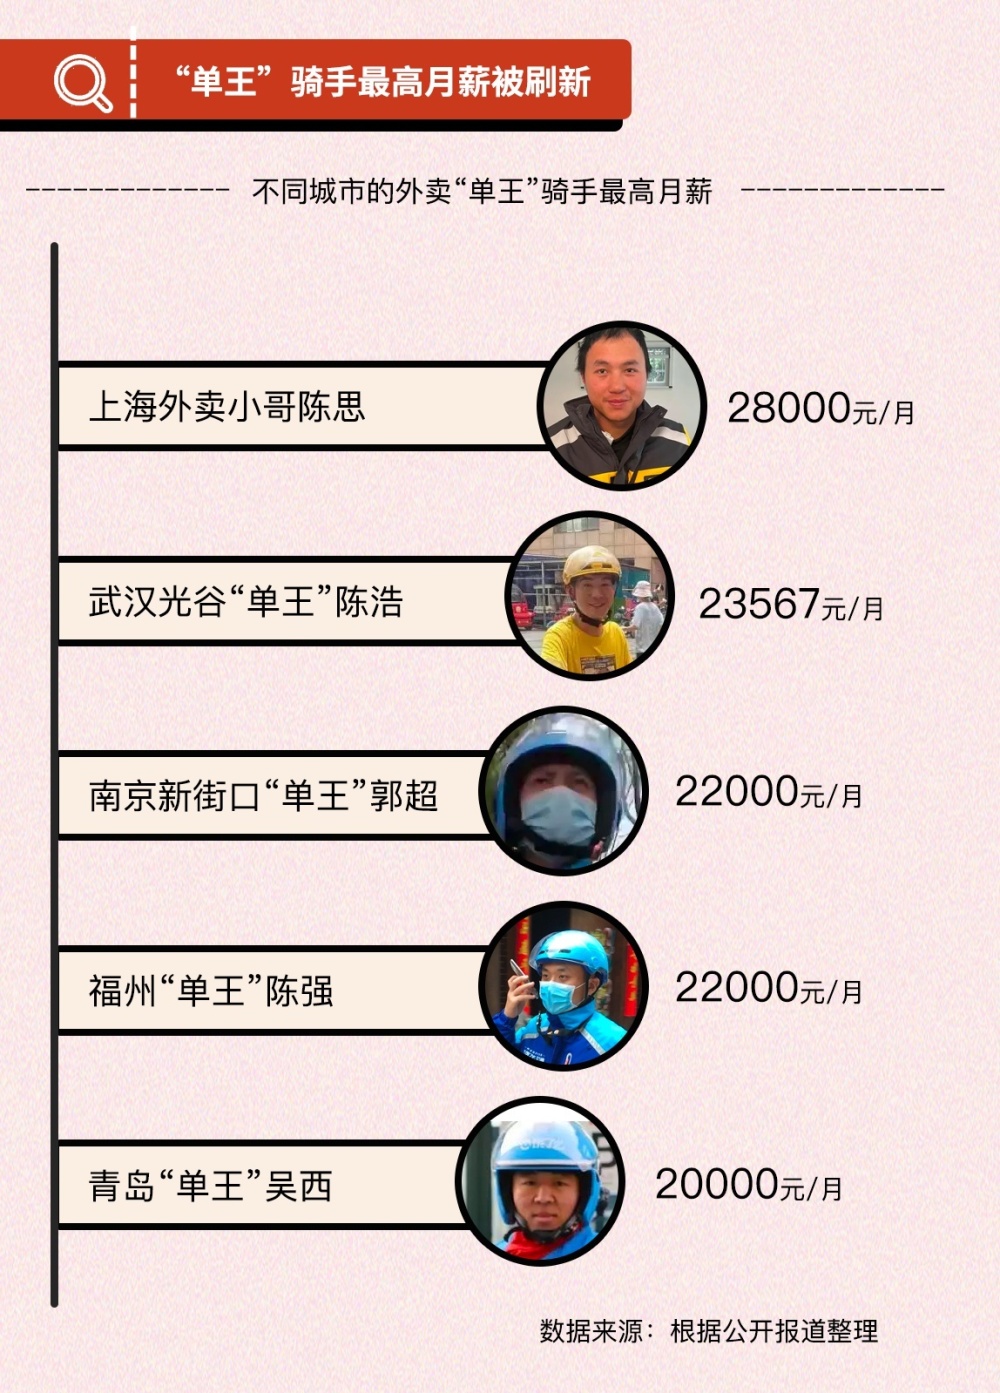 “单王”骑手最高月薪被刷新
不同城市的外卖“单王”骑手最高月薪
上海外卖小哥陈思
28000元/月
武汉光谷“单王”陈浩
23567元/月
南京新街口“单王”郭超
22000元/月
福州“单王”陈强
22000元/月
青岛“单王”吴西
20000元/月
数据来源：根据公开报道整理